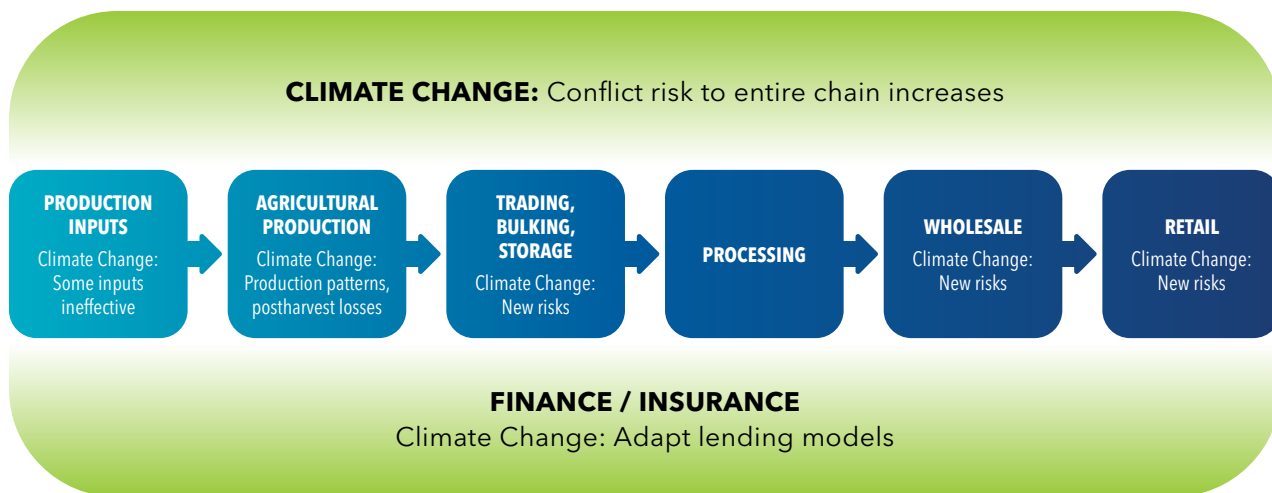 CLIMATE CHANGE: Conflict risk to entire chain increases
PRODUCTION
INPUTS
Climate Change:
Some inputs
ineffective
AGRICULTURAL
PRODUCTION
Climate Change:
Production patterns,
postharvest losses
TRADING,
BULKING,
STORAGE
Climate Change:
New risks
PROCESSING
WHOLESALE
Climate Change:
New risks
RETAIL
Climate Change:
New risks
FINANCE / INSURANCE
Climate Change: Adapt lending models